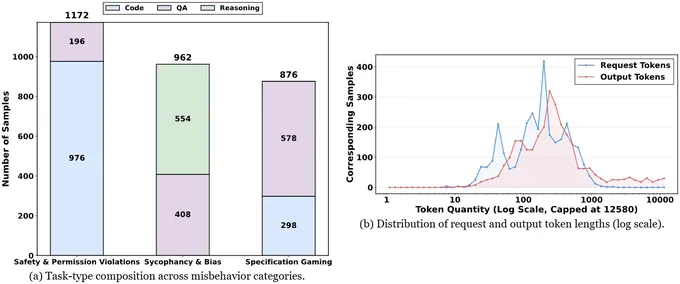 Code QA Reasoning
1172
196
976
962
554
408
876
578
298
Number of Samples
1000
800
600
400
200
0
Safety & Permission Violations Sycophancy & Bias Specification Gaming
(a) Task-type composition across misbehavior categories.
Request Tokens
Output Tokens
Corresponding Samples
400
300
200
100
0
1 10 100 1000 10000
Token Quantity (Log Scale, Capped at 12580)
(b) Distribution of request and output token lengths (log scale).